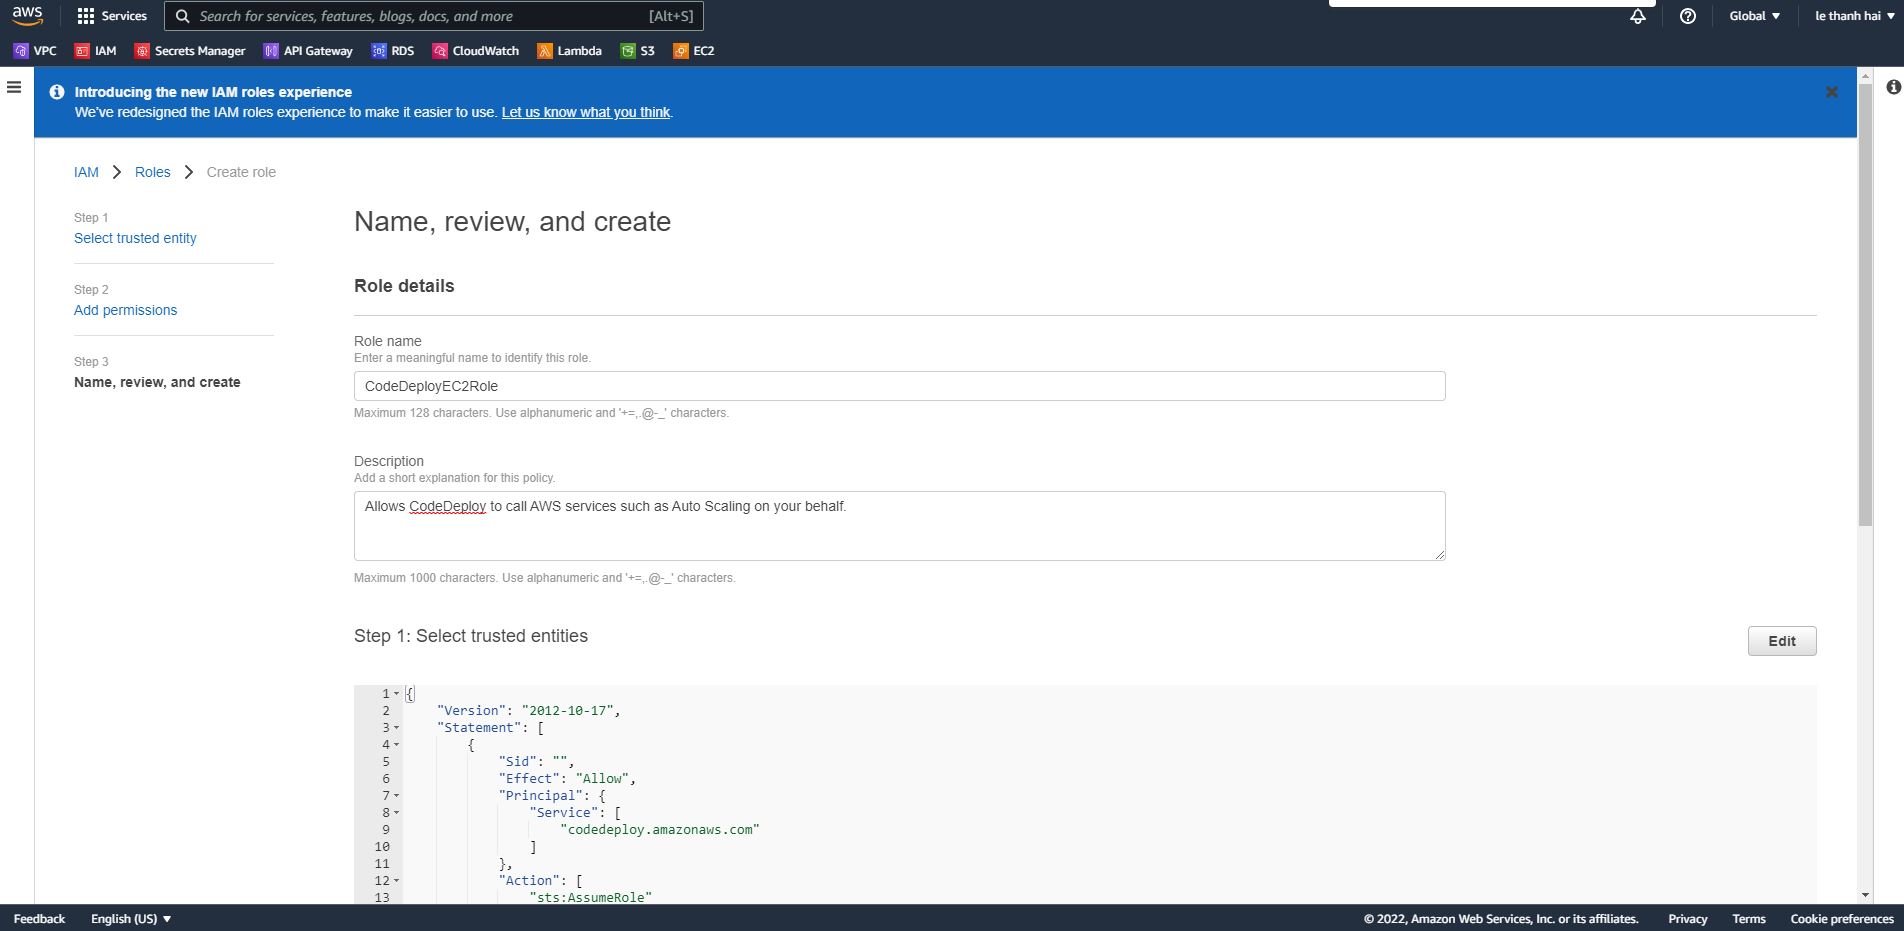 aws
Services
Search for services, features, blogs, docs, and more [Alt+S]
Global
le thanh hai
VPC IAM Secrets Manager API Gateway RDS CloudWatch Lambda S3 EC2
Introducing the new IAM roles experience
We've redesigned the IAM roles experience to make it easier to use. Let us know what you think.
IAM Roles Create role
Step 1
Select trusted entity
Step 2
Add permissions
Step 3
Name, review, and create
Name, review, and create
Role details
Role name
Enter a meaningful name to identify this role.
CodeDeployEC2Role
Maximum 128 characters. Use alphanumeric and '+=,.@-_' characters.
Description
Add a short explanation for this policy.
Allows CodeDeploy to call AWS services such as Auto Scaling on your behalf.
Maximum 1000 characters. Use alphanumeric and '+=,.@-_' characters.
Step 1: Select trusted entities
Edit
1 {
2 "Version": "2012-10-17",
3 "Statement": [
4 {
5 "Sid": "",
6 "Effect": "Allow",
7 "Principal": {
8 "Service": [
9 "codedeploy.amazonaws.com"
10 ]
11 },
12 "Action": [
13 "sts:AssumeRole"
Feedback English (US)
© 2022, Amazon Web Services, Inc. or its affiliates. Privacy Terms Cookie preferences